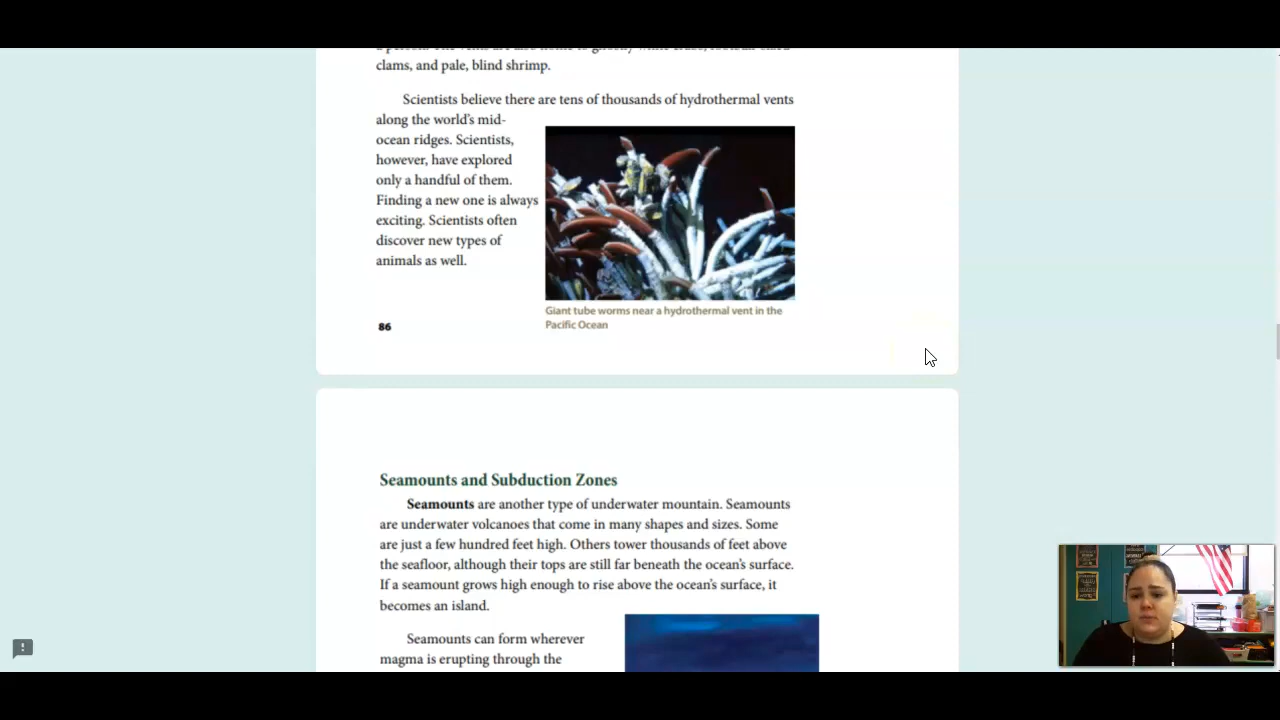 clams, and pale, blind shrimp.
Scientists believe there are tens of thousands of hydrothermal vents
along the world's mid-
ocean ridges. Scientists,
however, have explored
only a handful of them.
Finding a new one is always
exciting. Scientists often
discover new types of
animals as well.
Giant tube worms near a hydrothermal vent in the
Pacific Ocean
86
Seamounts and Subduction Zones
Seamounts are another type of underwater mountain. Seamounts
are underwater volcanoes that come in many shapes and sizes. Some
are just a few hundred feet high. Others tower thousands of feet above
the seafloor, although their tops are still far beneath the ocean's surface.
If a seamount grows high enough to rise above the ocean's surface, it
becomes an island.
Seamounts can form wherever
magma is erupting through the